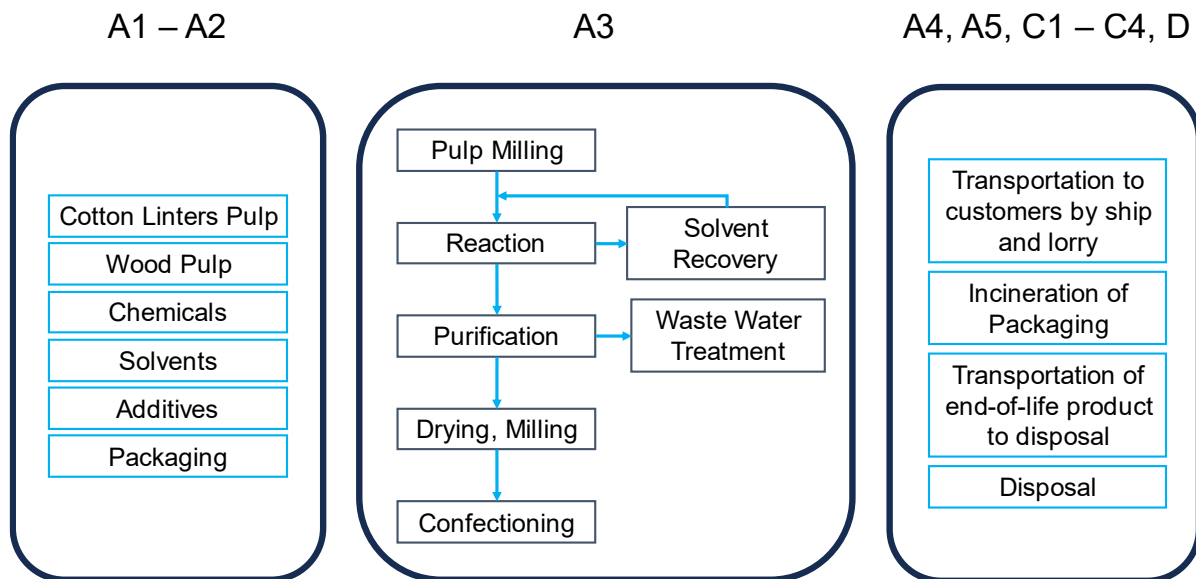 A1 – A2
Cotton Linters Pulp
Wood Pulp
Chemicals
Solvents
Additives
Packaging
A3
Pulp Milling
Reaction
Solvent
Recovery
Purification
Waste Water
Treatment
Drying, Milling
Confectioning
A4, A5, C1 – C4, D
Transportation to
customers by ship
and lorry
Incineration of
Packaging
Transportation of
end-of-life product
to disposal
Disposal